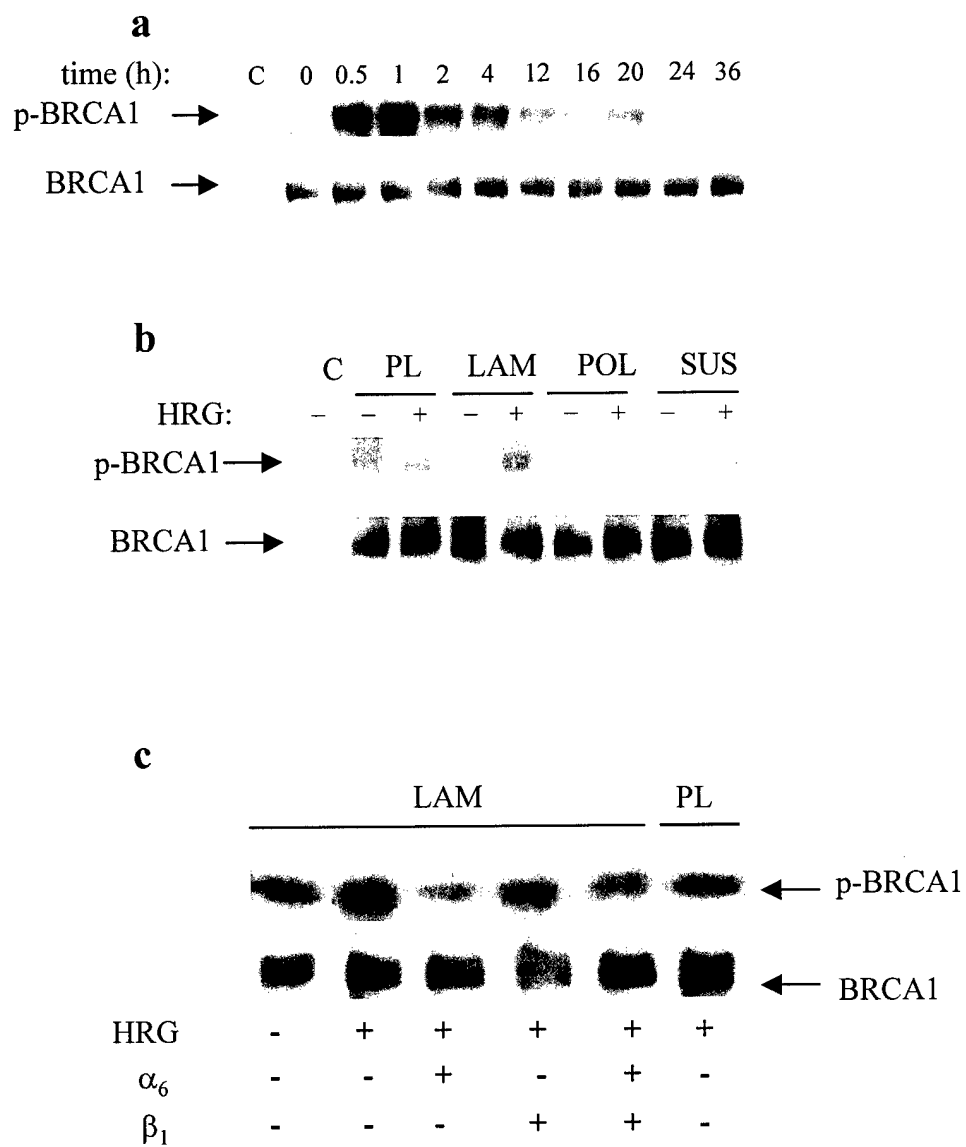 a
time (h): C 0 0.5 1 2 4 12 16 20 24 36
p-BRCA1
BRCA1
b
C PL LAM POL SUS
HRG: – – + – + – + – +
p-BRCA1
BRCA1
c
LAM PL
p-BRCA1
BRCA1
HRG - + + + + +
α6 - - + - + -
β1 - - - + + -